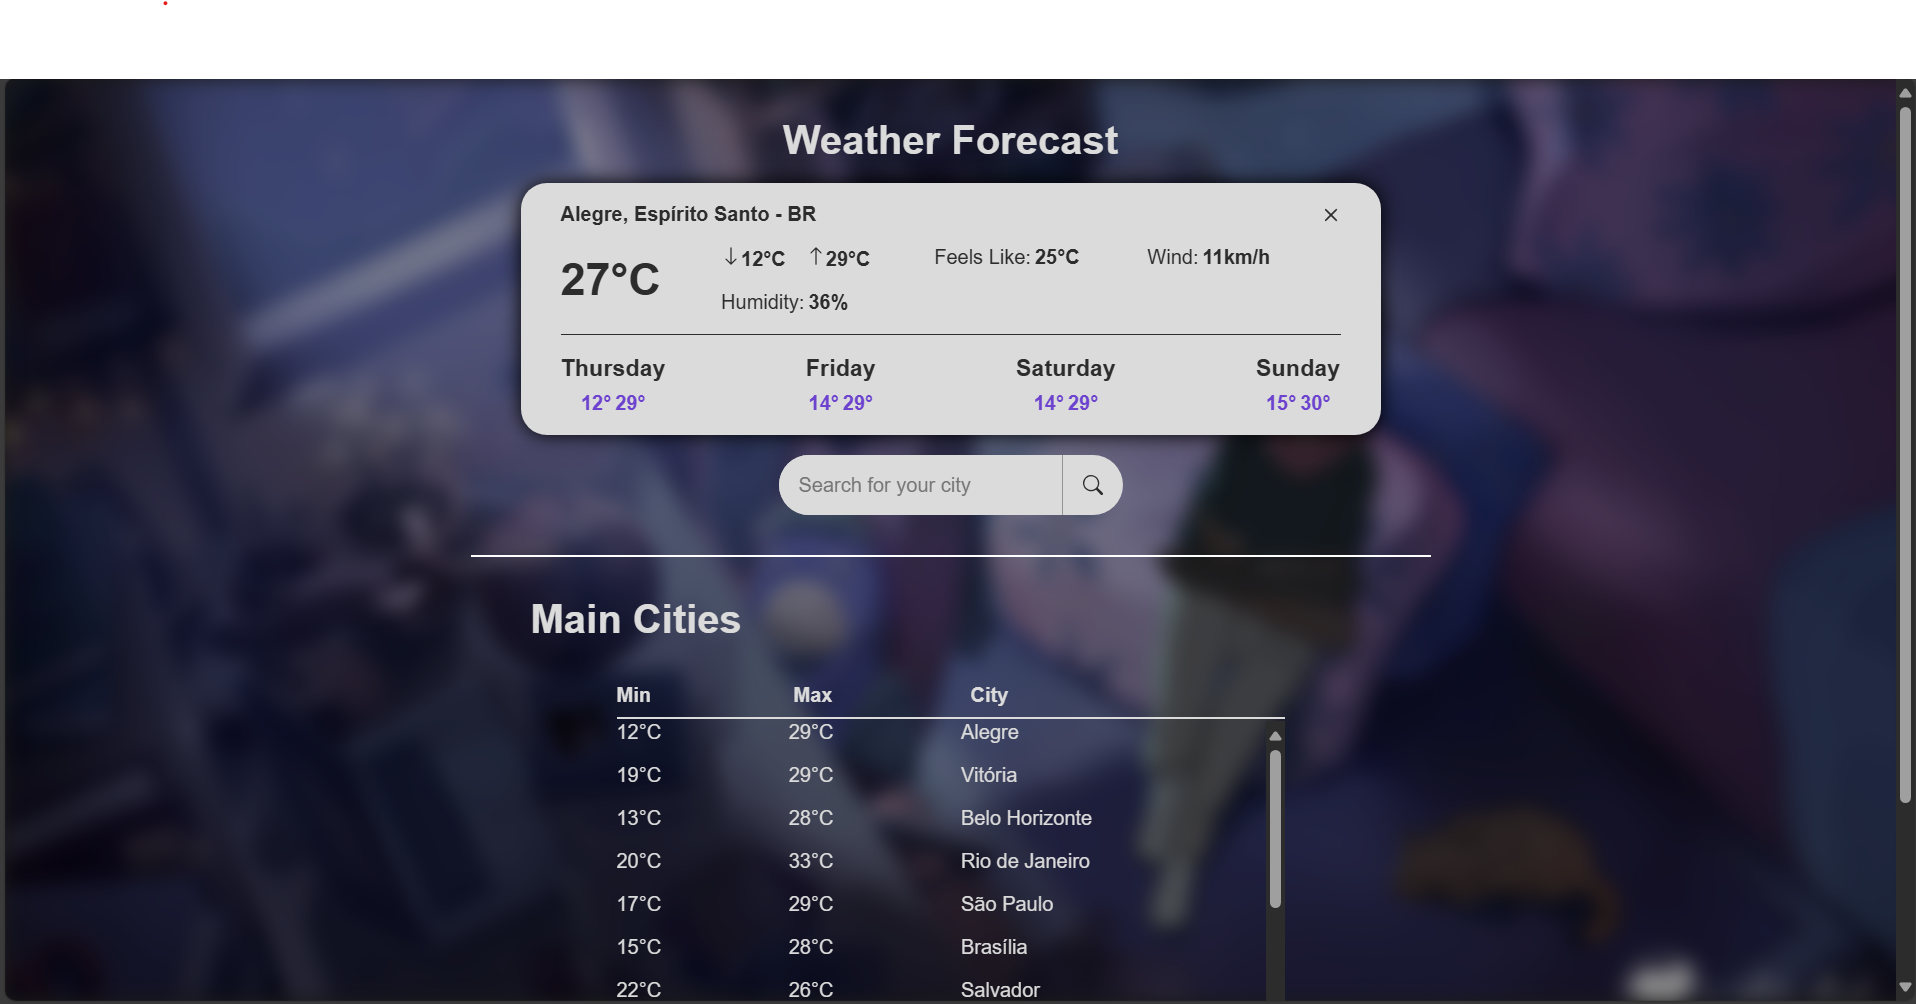 Weather Forecast
Alegre, Espírito Santo - BR
27°C
↓12°C ↑29°C Feels Like: 25°C Wind: 11km/h
Humidity: 36%
Thursday Friday Saturday Sunday
12° 29° 14° 29° 14° 29° 15° 30°
Search for your city
Main Cities
Min Max City
12°C 29°C Alegre
19°C 29°C Vitória
13°C 28°C Belo Horizonte
20°C 33°C Rio de Janeiro
17°C 29°C São Paulo
15°C 28°C Brasília
22°C 26°C Salvador